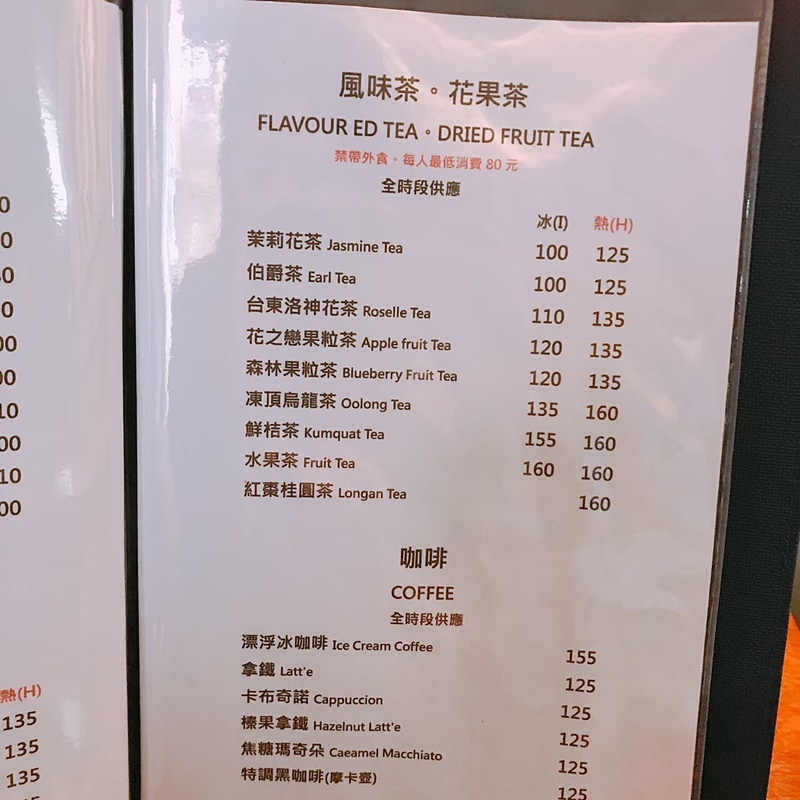 風味茶。花果茶
FLAVOUR ED TEA。DRIED FRUIT TEA
禁帶外食。每人最低消費 80 元
全時段供應
冰(I) 熱(H)
茉莉花茶 Jasmine Tea 100 125
伯爵茶 Earl Tea 100 125
台東洛神花茶 Roselle Tea 110 135
花之戀果粒茶 Apple fruit Tea 120 135
森林果粒茶 Blueberry Fruit Tea 120 135
凍頂烏龍茶 Oolong Tea 135 160
鮮桔茶 Kumquat Tea 155 160
水果茶 Fruit Tea 160 160
紅棗桂圓茶 Longan Tea 160
咖啡
COFFEE
全時段供應
漂浮冰咖啡 Ice Cream Coffee 155
拿鐵 Latt'e 125
卡布奇諾 Cappuccion 125
榛果拿鐵 Hazelnut Latt'e 125
焦糖瑪奇朵 Caeamel Macchiato 125
特調黑咖啡(摩卡壺) 125
熱(H)
135
135
135